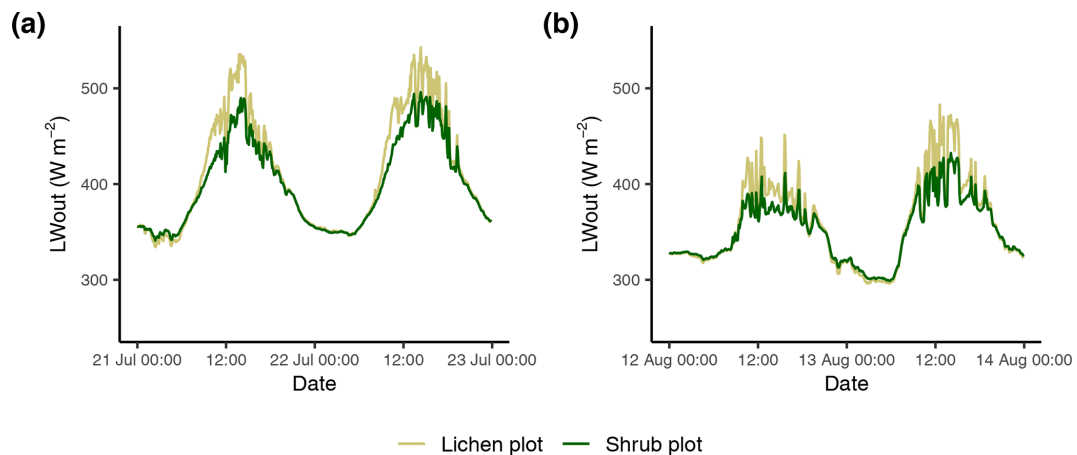 (a)
(b)
LWout (W m⁻²)
500
400
300
21 Jul 00:00 12:00 22 Jul 00:00 12:00 23 Jul 00:00
Date
LWout (W m⁻²)
500
400
300
12 Aug 00:00 12:00 13 Aug 00:00 12:00 14 Aug 00:00
Date
Lichen plot Shrub plot